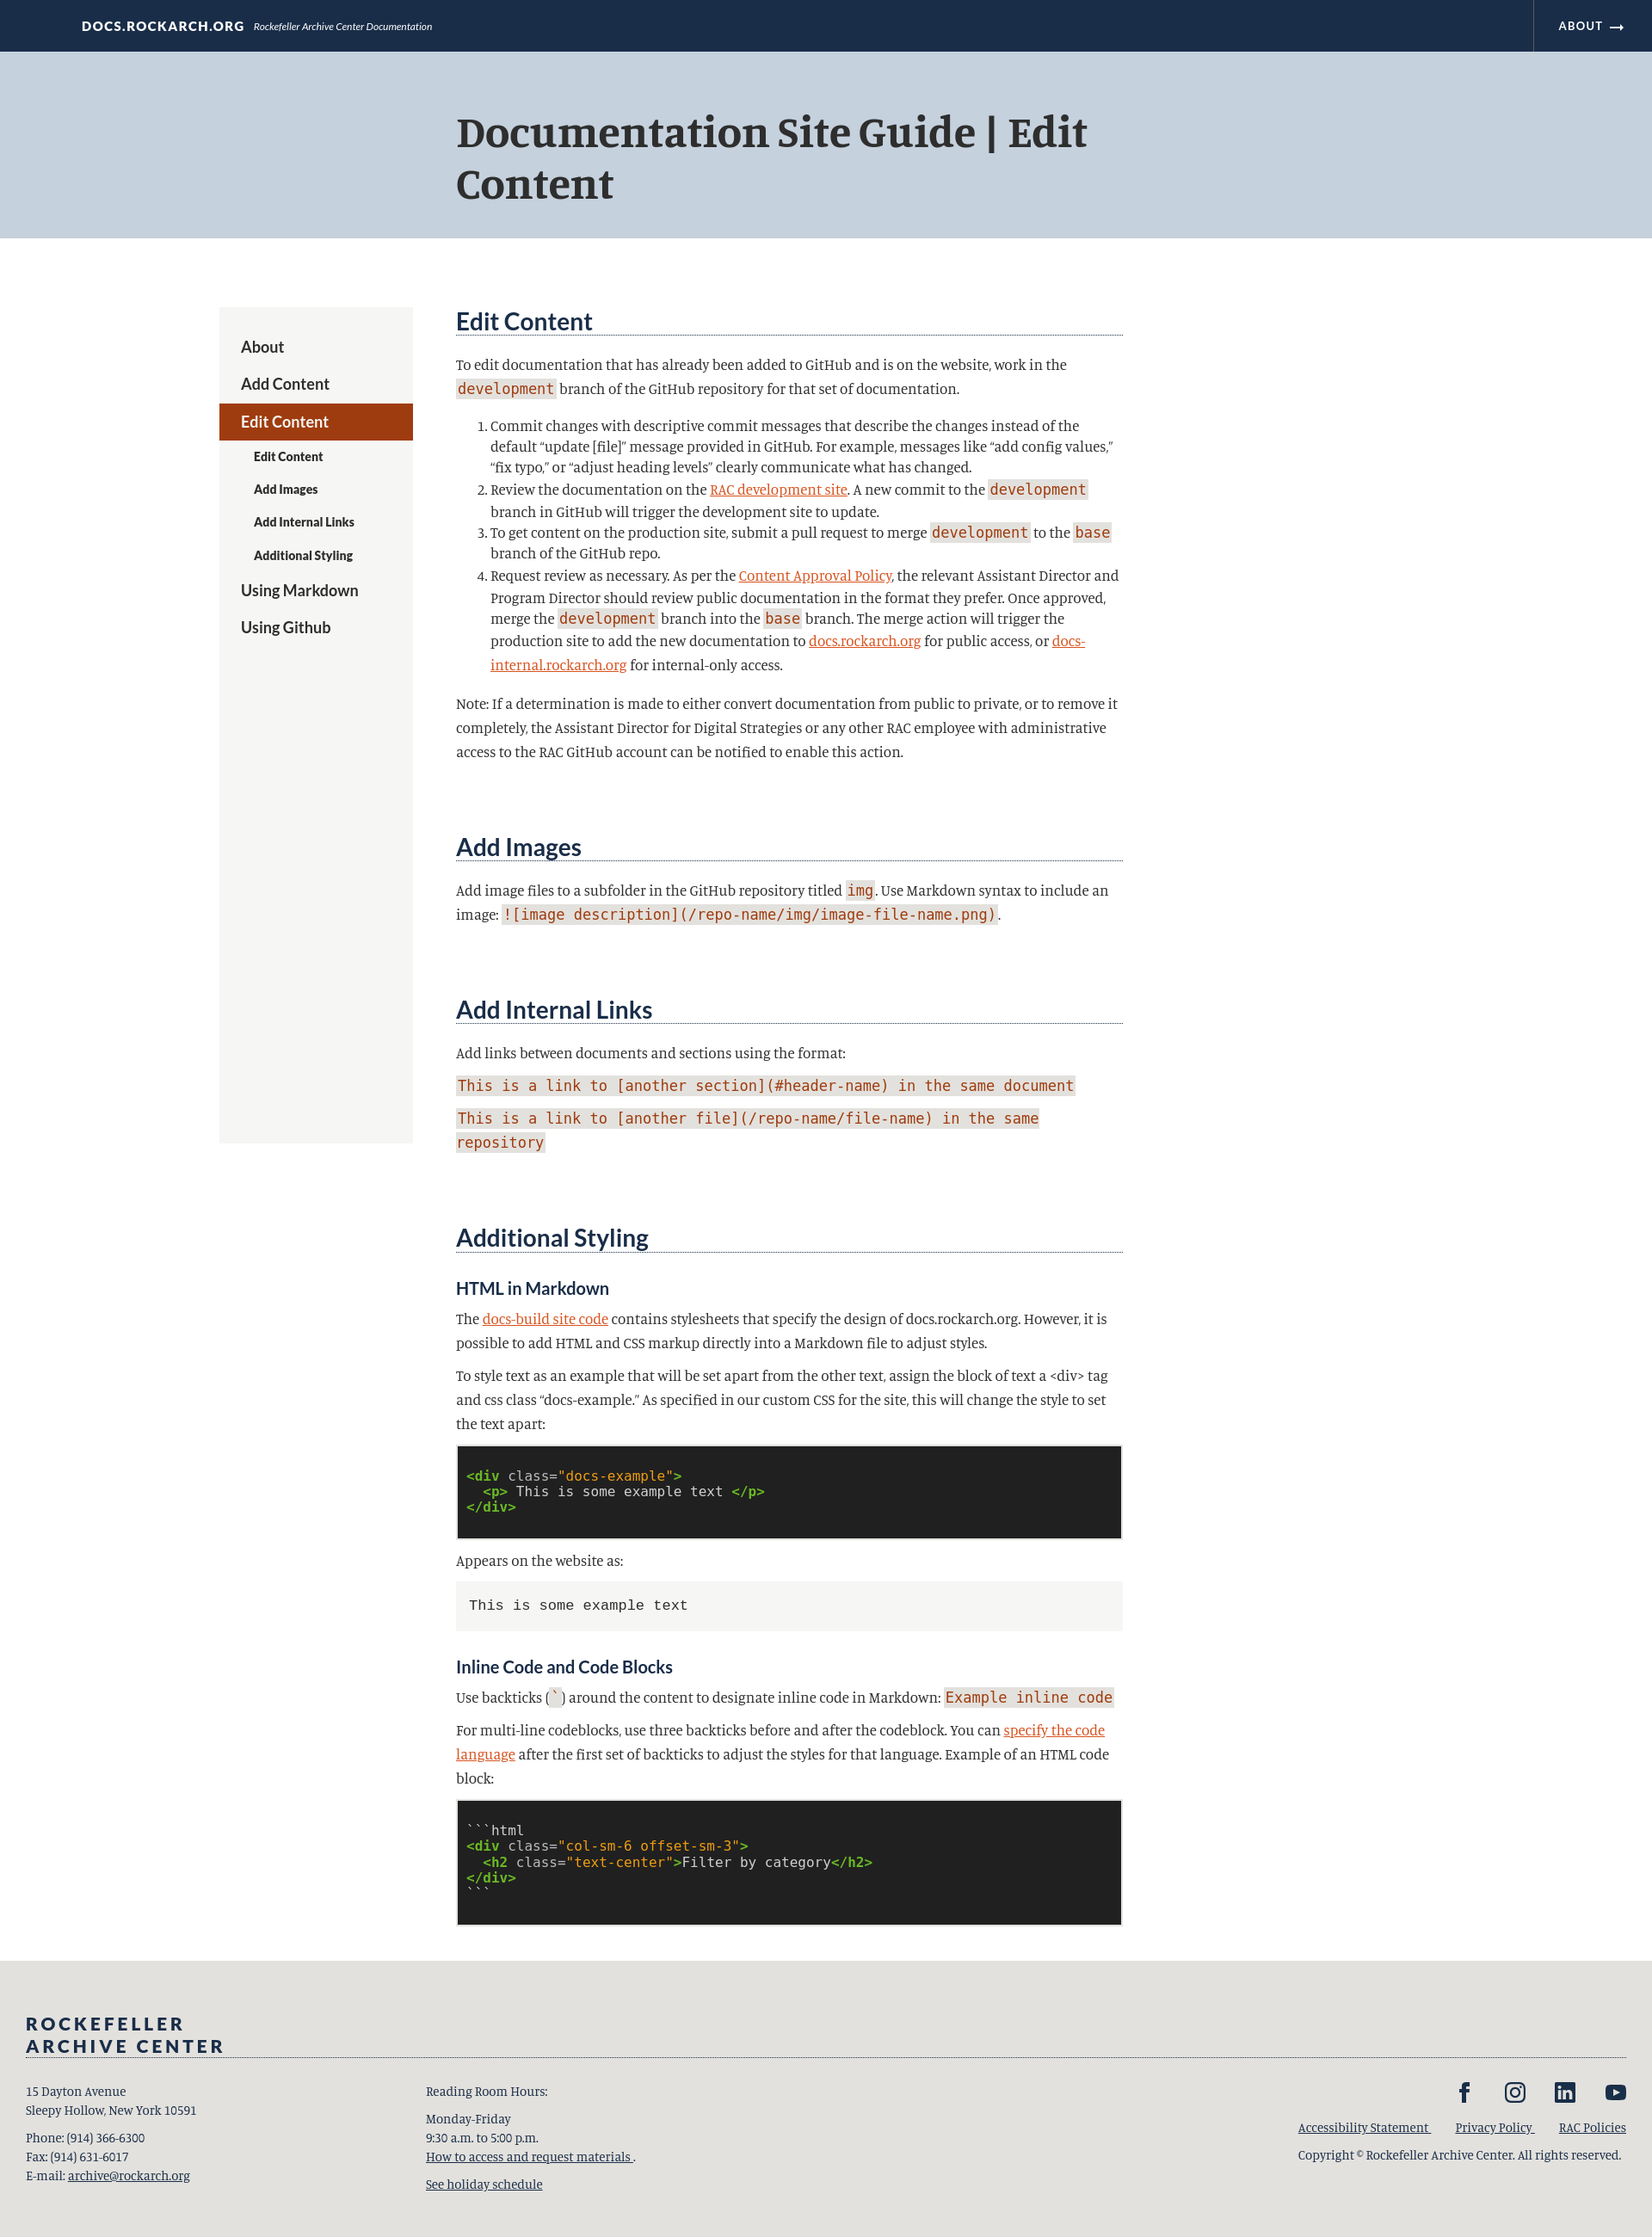 DOCS.ROCKARCH.ORG Rockefeller Archive Center Documentation
ABOUT →
Documentation Site Guide | Edit
Content
About
Add Content
Edit Content
Edit Content
Add Images
Add Internal Links
Additional Styling
Using Markdown
Using Github
Edit Content
To edit documentation that has already been added to GitHub and is on the website, work in the
development branch of the GitHub repository for that set of documentation.
1. Commit changes with descriptive commit messages that describe the changes instead of the
default “update [file]” message provided in GitHub. For example, messages like “add config values,”
“fix typo,” or “adjust heading levels” clearly communicate what has changed.
2. Review the documentation on the RAC development site. A new commit to the development
branch in GitHub will trigger the development site to update.
3. To get content on the production site, submit a pull request to merge development to the base
branch of the GitHub repo.
4. Request review as necessary. As per the Content Approval Policy, the relevant Assistant Director and
Program Director should review public documentation in the format they prefer. Once approved,
merge the development branch into the base branch. The merge action will trigger the
production site to add the new documentation to docs.rockarch.org for public access, or docs-
internal.rockarch.org for internal-only access.
Note: If a determination is made to either convert documentation from public to private, or to remove it
completely, the Assistant Director for Digital Strategies or any other RAC employee with administrative
access to the RAC GitHub account can be notified to enable this action.
Add Images
Add image files to a subfolder in the GitHub repository titled img. Use Markdown syntax to include an
image: ![image description](/repo-name/img/image-file-name.png).
Add Internal Links
Add links between documents and sections using the format:
This is a link to [another section](#header-name) in the same document
This is a link to [another file](/repo-name/file-name) in the same
repository
Additional Styling
HTML in Markdown
The docs-build site code contains stylesheets that specify the design of docs.rockarch.org. However, it is
possible to add HTML and CSS markup directly into a Markdown file to adjust styles.
To style text as an example that will be set apart from the other text, assign the block of text a <div> tag
and css class “docs-example.” As specified in our custom CSS for the site, this will change the style to set
the text apart:
<div class="docs-example">
<p> This is some example text </p>
</div>
Appears on the website as:
This is some example text
Inline Code and Code Blocks
Use backticks (`) around the content to designate inline code in Markdown: Example inline code
For multi-line codeblocks, use three backticks before and after the codeblock. You can specify the code
language after the first set of backticks to adjust the styles for that language. Example of an HTML code
block:
```html
<div class="col-sm-6 offset-sm-3">
<h2 class="text-center">Filter by category</h2>
</div>
```
ROCKEFELLER
ARCHIVE CENTER
15 Dayton Avenue
Sleepy Hollow, New York 10591
Phone: (914) 366-6300
Fax: (914) 631-6017
E-mail: archive@rockarch.org
Reading Room Hours:
Monday-Friday
9:30 a.m. to 5:00 p.m.
How to access and request materials .
See holiday schedule
Accessibility Statement Privacy Policy RAC Policies
Copyright © Rockefeller Archive Center. All rights reserved.